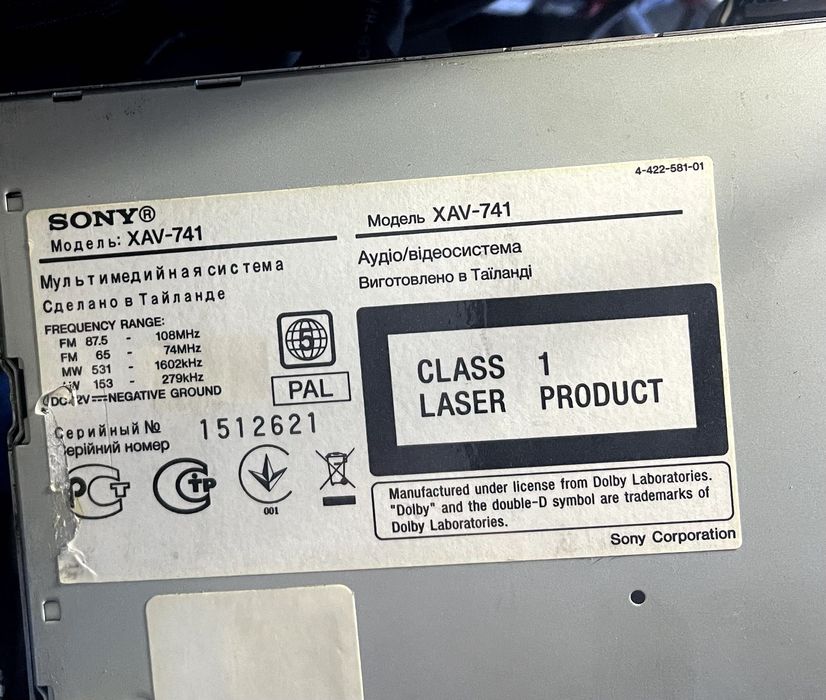 4-422-581-01
SONY®
Модель: XAV-741
Мультимедийная система
Сделано в Тайланде
FREQUENCY RANGE:
FM 87.5 - 108MHz
FM 65 - 74MHz
MW 531 - 1602kHz
153 - 279kHz
NEGATIVE GROUND
5
PAL
Серийный №
ерійний номер
1512621
РСТ
СТР
001
Модель XAV-741
Аудіо/відеосистема
Виготовлено в Таїланді
CLASS 1
LASER PRODUCT
Manufactured under license from Dolby Laboratories.
"Dolby" and the double-D symbol are trademarks of
Dolby Laboratories.
Sony Corporation